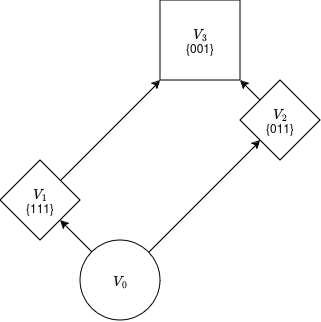 V₃
{001}
V₂
{011}
V₁
{111}
V₀